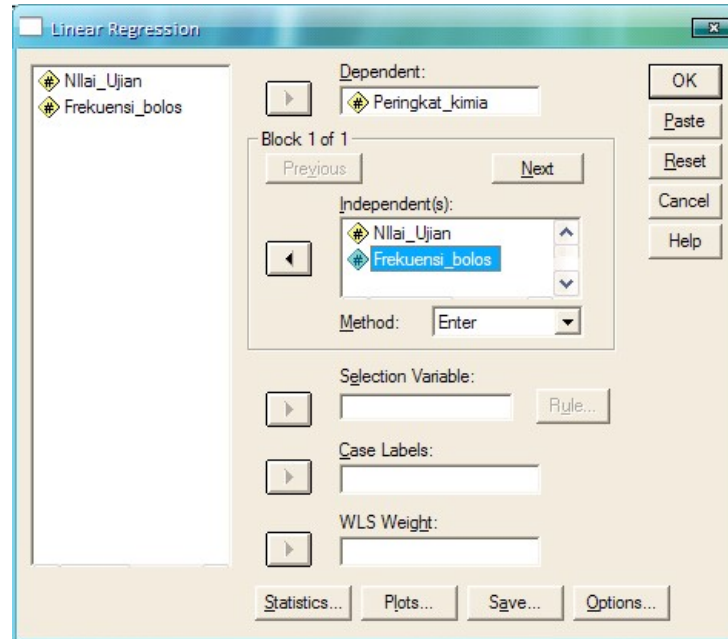 Linear Regression
NIlai_Ujian
Frekuensi_bolos
Dependent:
Peringkat_kimia
Block 1 of 1
Previous
Next
Independent(s):
NIlai_Ujian
Frekuensi_bolos
Method:
Enter
Selection Variable:
Rule...
Case Labels:
WLS Weight:
Statistics...
Plots...
Save...
Options...
OK
Paste
Reset
Cancel
Help